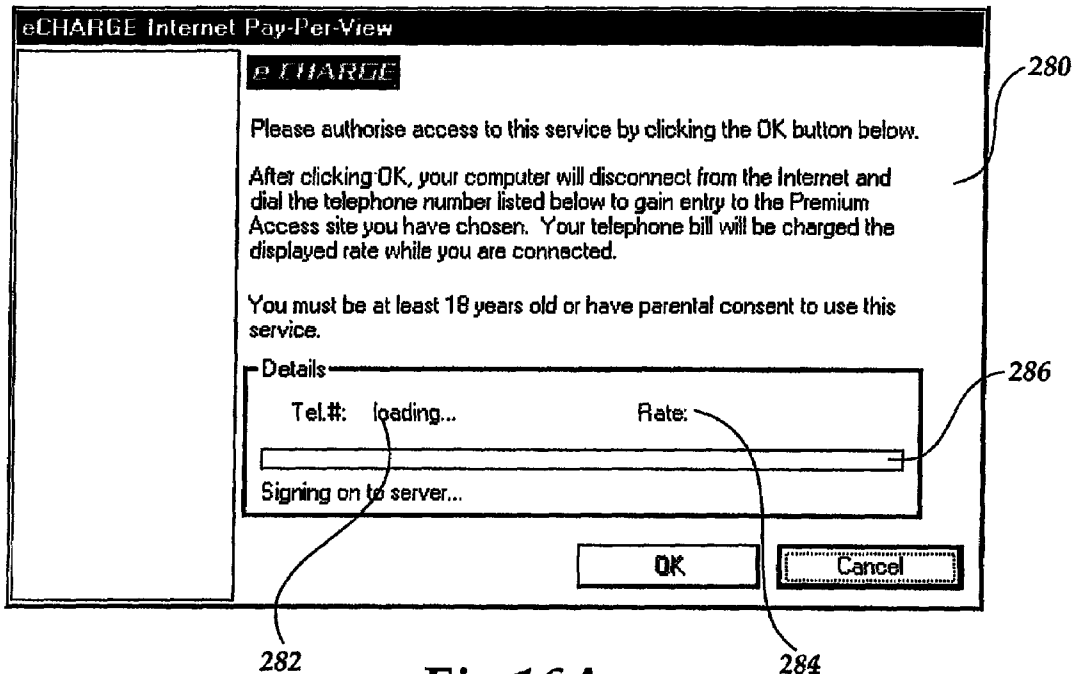 eCHARGE Internet Pay-Per-View
e CHARGE
280
Please authorise access to this service by clicking the OK button below.
After clicking OK, your computer will disconnect from the Internet and
dial the telephone number listed below to gain entry to the Premium
Access site you have chosen. Your telephone bill will be charged the
displayed rate while you are connected.
You must be at least 18 years old or have parental consent to use this
service.
Details
286
Tel.#: loading... Rate:
Signing on to server...
OK Cancel
282 284